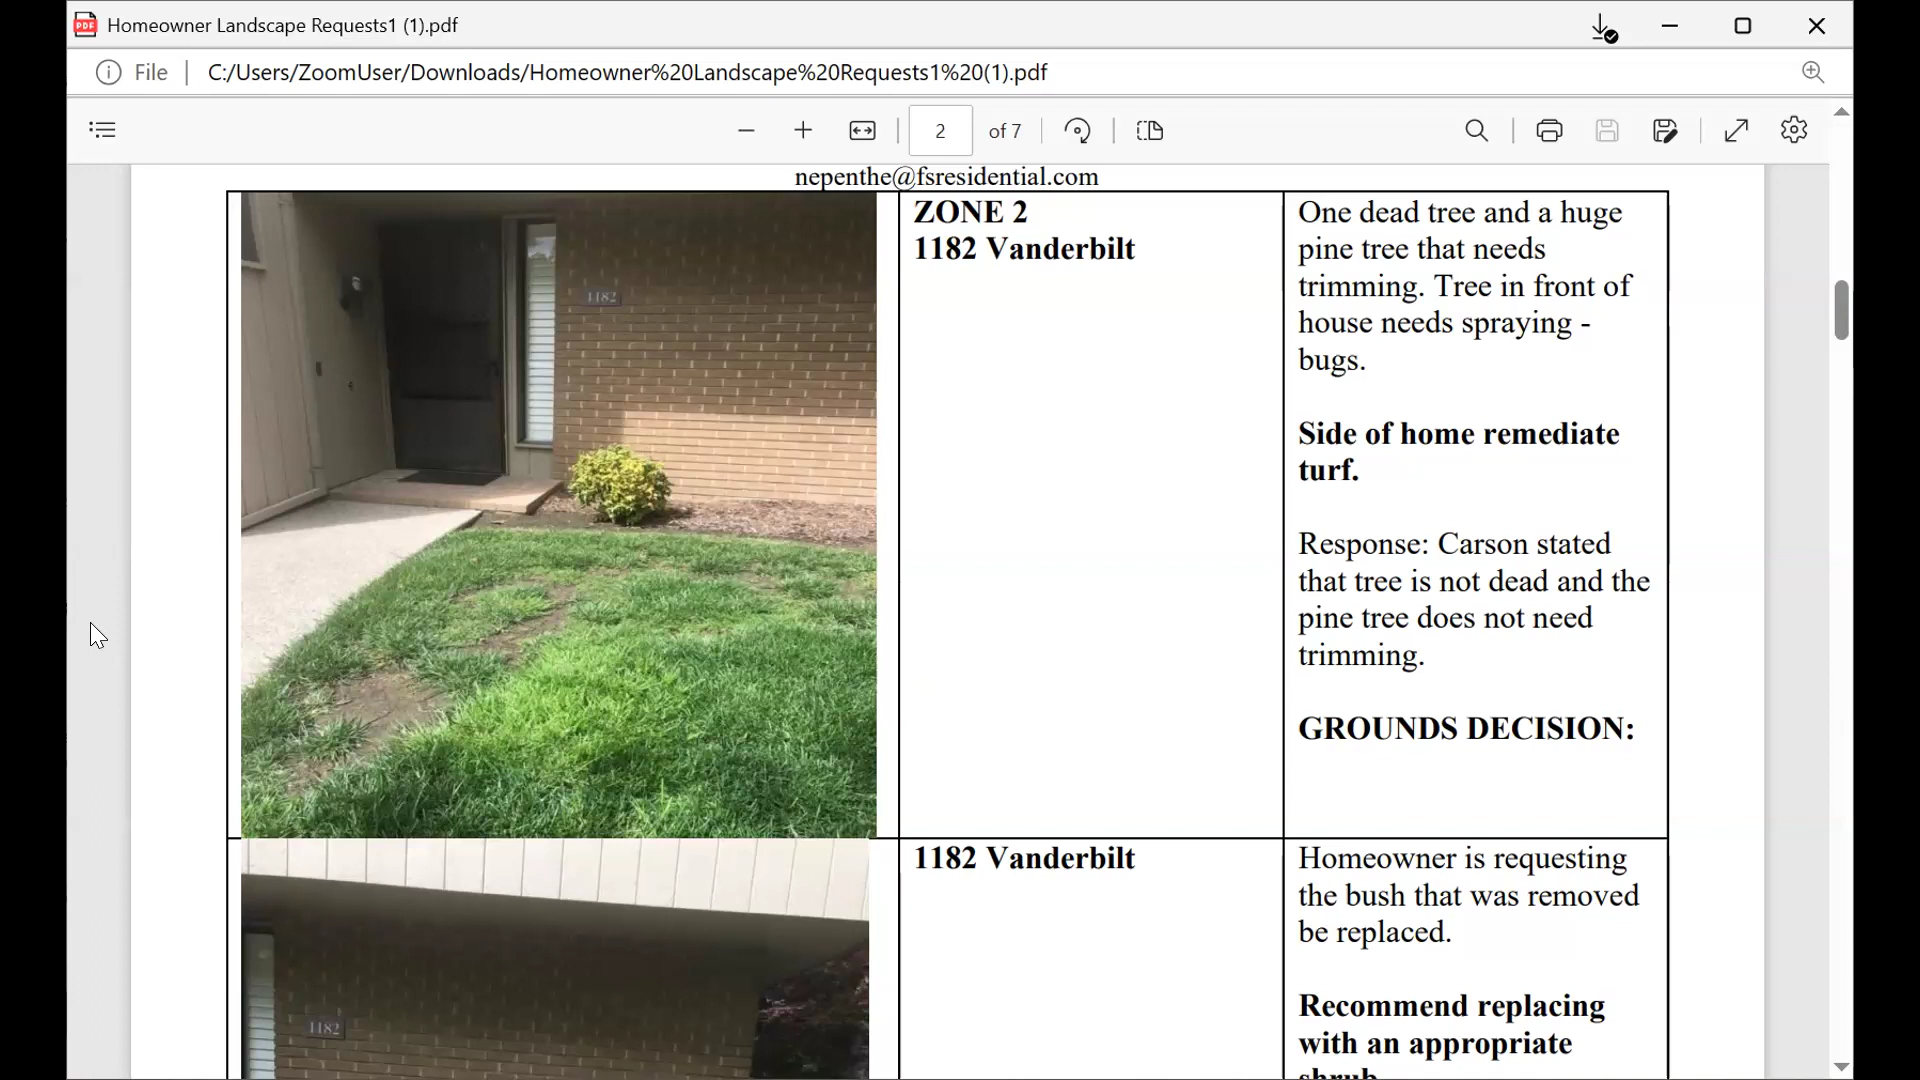 Homeowner Landscape Requests1 (1).pdf
File
C:/Users/ZoomUser/Downloads/Homeowner%20Landscape%20Requests1%20(1).pdf
2 of 7
nepenthe@fsresidential.com
1182
ZONE 2
1182 Vanderbilt
One dead tree and a huge
pine tree that needs
trimming. Tree in front of
house needs spraying -
bugs.
Side of home remediate
turf.
Response: Carson stated
that tree is not dead and the
pine tree does not need
trimming.
GROUNDS DECISION:
1182
1182 Vanderbilt
Homeowner is requesting
the bush that was removed
be replaced.
Recommend replacing
with an appropriate
shrub